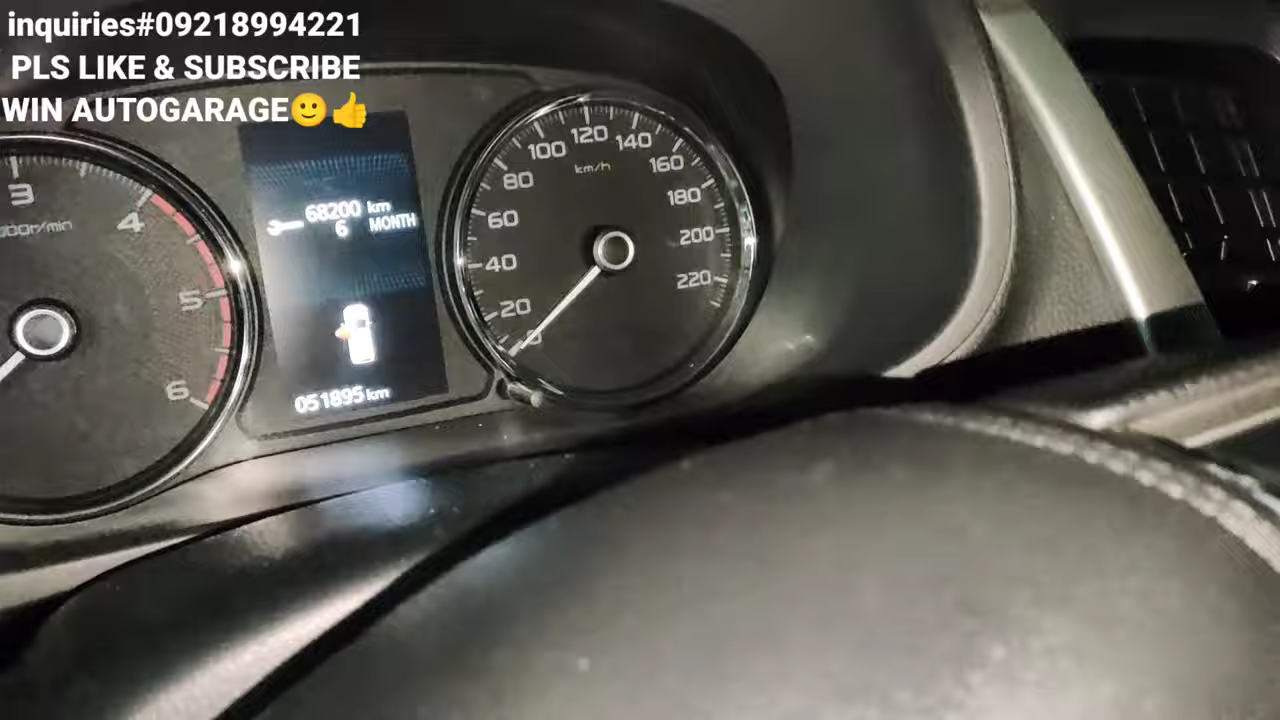 inquiries#09218994221
PLS LIKE & SUBSCRIBE
WIN AUTOGARAGE🙂👍
3
4
5
6
68200 km
6 MONTH
051895 km
0
20
40
60
80
100
120
140
160
180
200
220
km/h